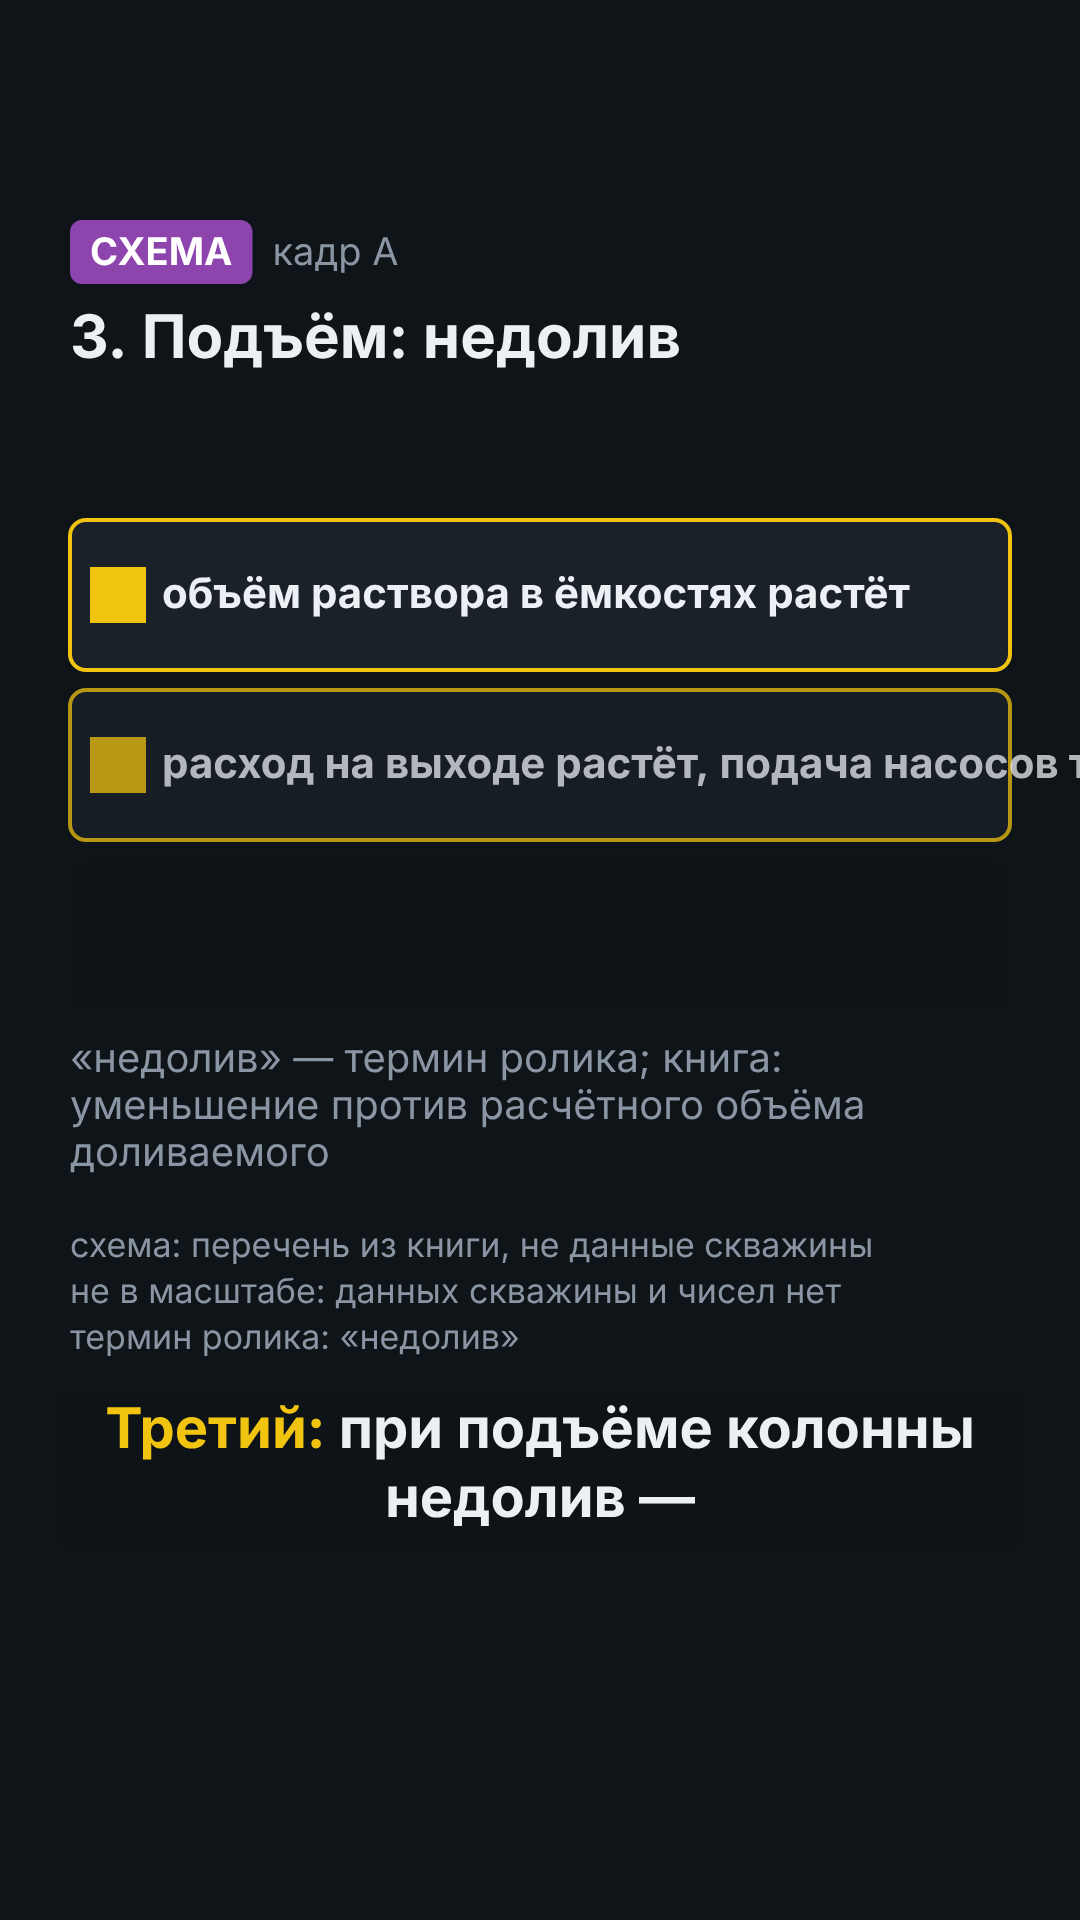 СХЕМА кадр А
3. Подъём: недолив
объём раствора в ёмкостях растёт
расход на выходе растёт, подача насосов
«недолив» — термин ролика; книга:
уменьшение против расчётного объёма
доливаемого
схема: перечень из книги, не данные скважины
не в масштабе: данных скважины и чисел нет
термин ролика: «недолив»
Третий: при подъёме колонны
недолив —